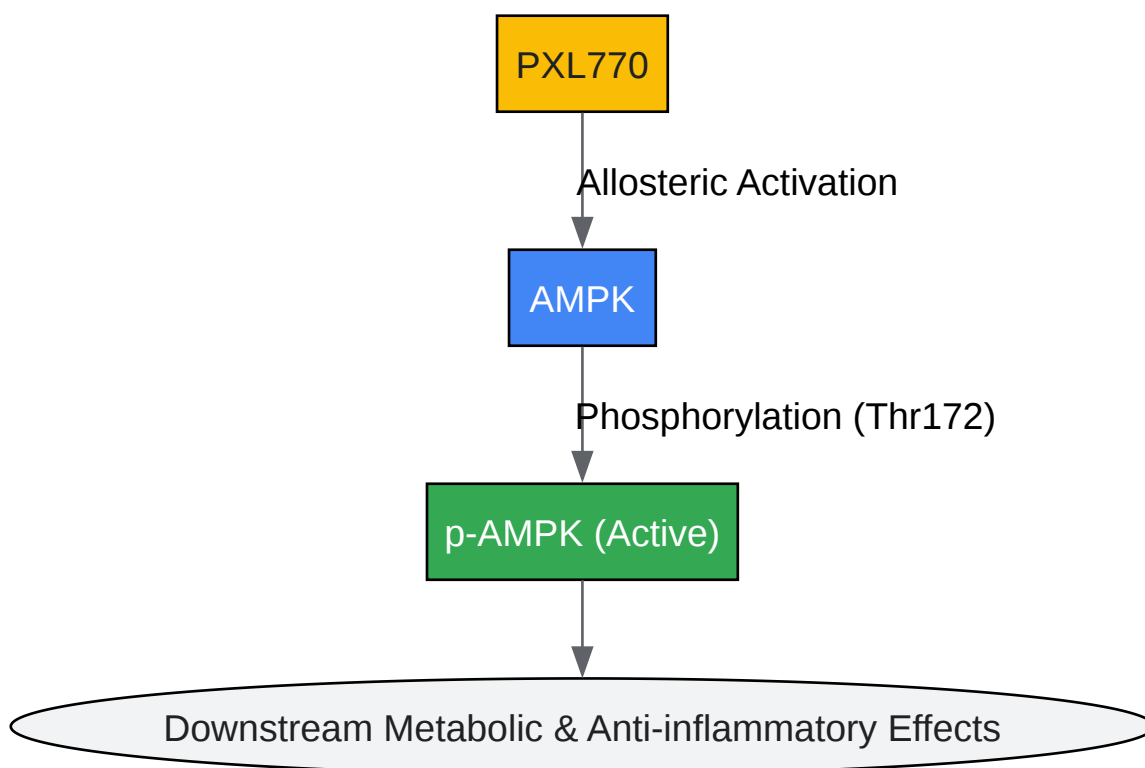 PXL770
Allosteric Activation
AMPK
Phosphorylation (Thr172)
p-AMPK (Active)
Downstream Metabolic & Anti-inflammatory Effects